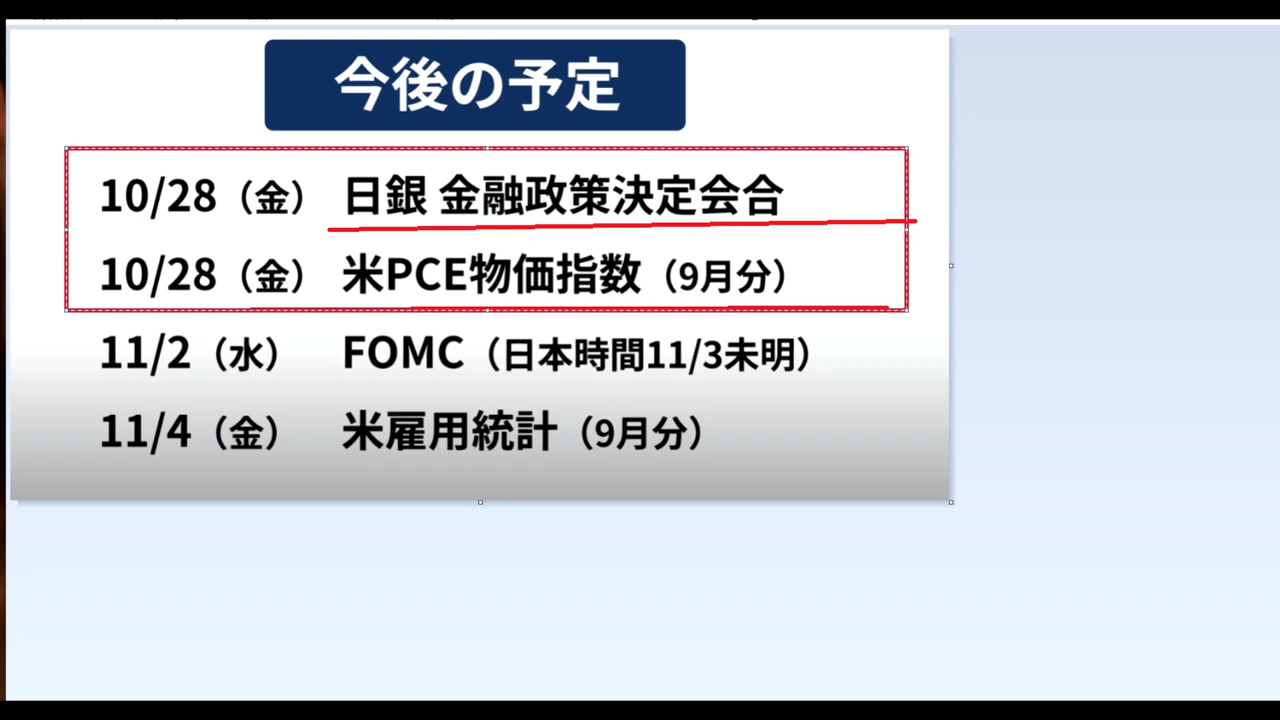 今後の予定
10/28（金） 日銀 金融政策決定会合
10/28（金） 米PCE物価指数（9月分）
11/2（水） FOMC（日本時間11/3未明）
11/4（金） 米雇用統計（9月分）